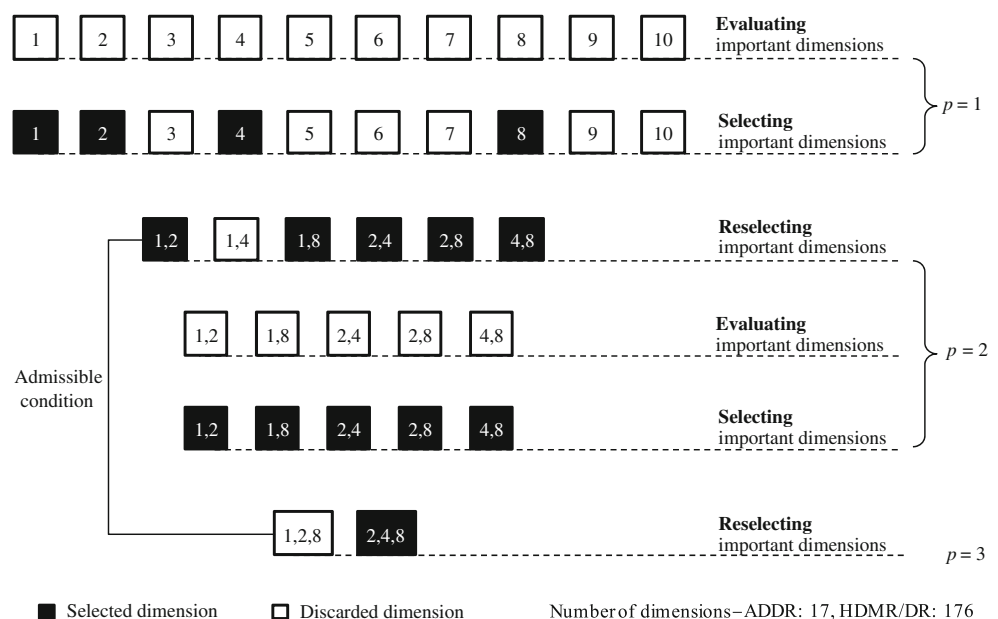 1 2 3 4 5 6 7 8 9 10 Evaluating
important dimensions
p = 1
1 2 3 4 5 6 7 8 9 10 Selecting
important dimensions
1,2 1,4 1,8 2,4 2,8 4,8 Reselecting
important dimensions
1,2 1,8 2,4 2,8 4,8 Evaluating
important dimensions
p = 2
Admissible
condition
1,2 1,8 2,4 2,8 4,8 Selecting
important dimensions
1,2,8 2,4,8 Reselecting
important dimensions
p = 3
Selected dimension Discarded dimension Number of dimensions–ADDR: 17, HDMR/DR: 176